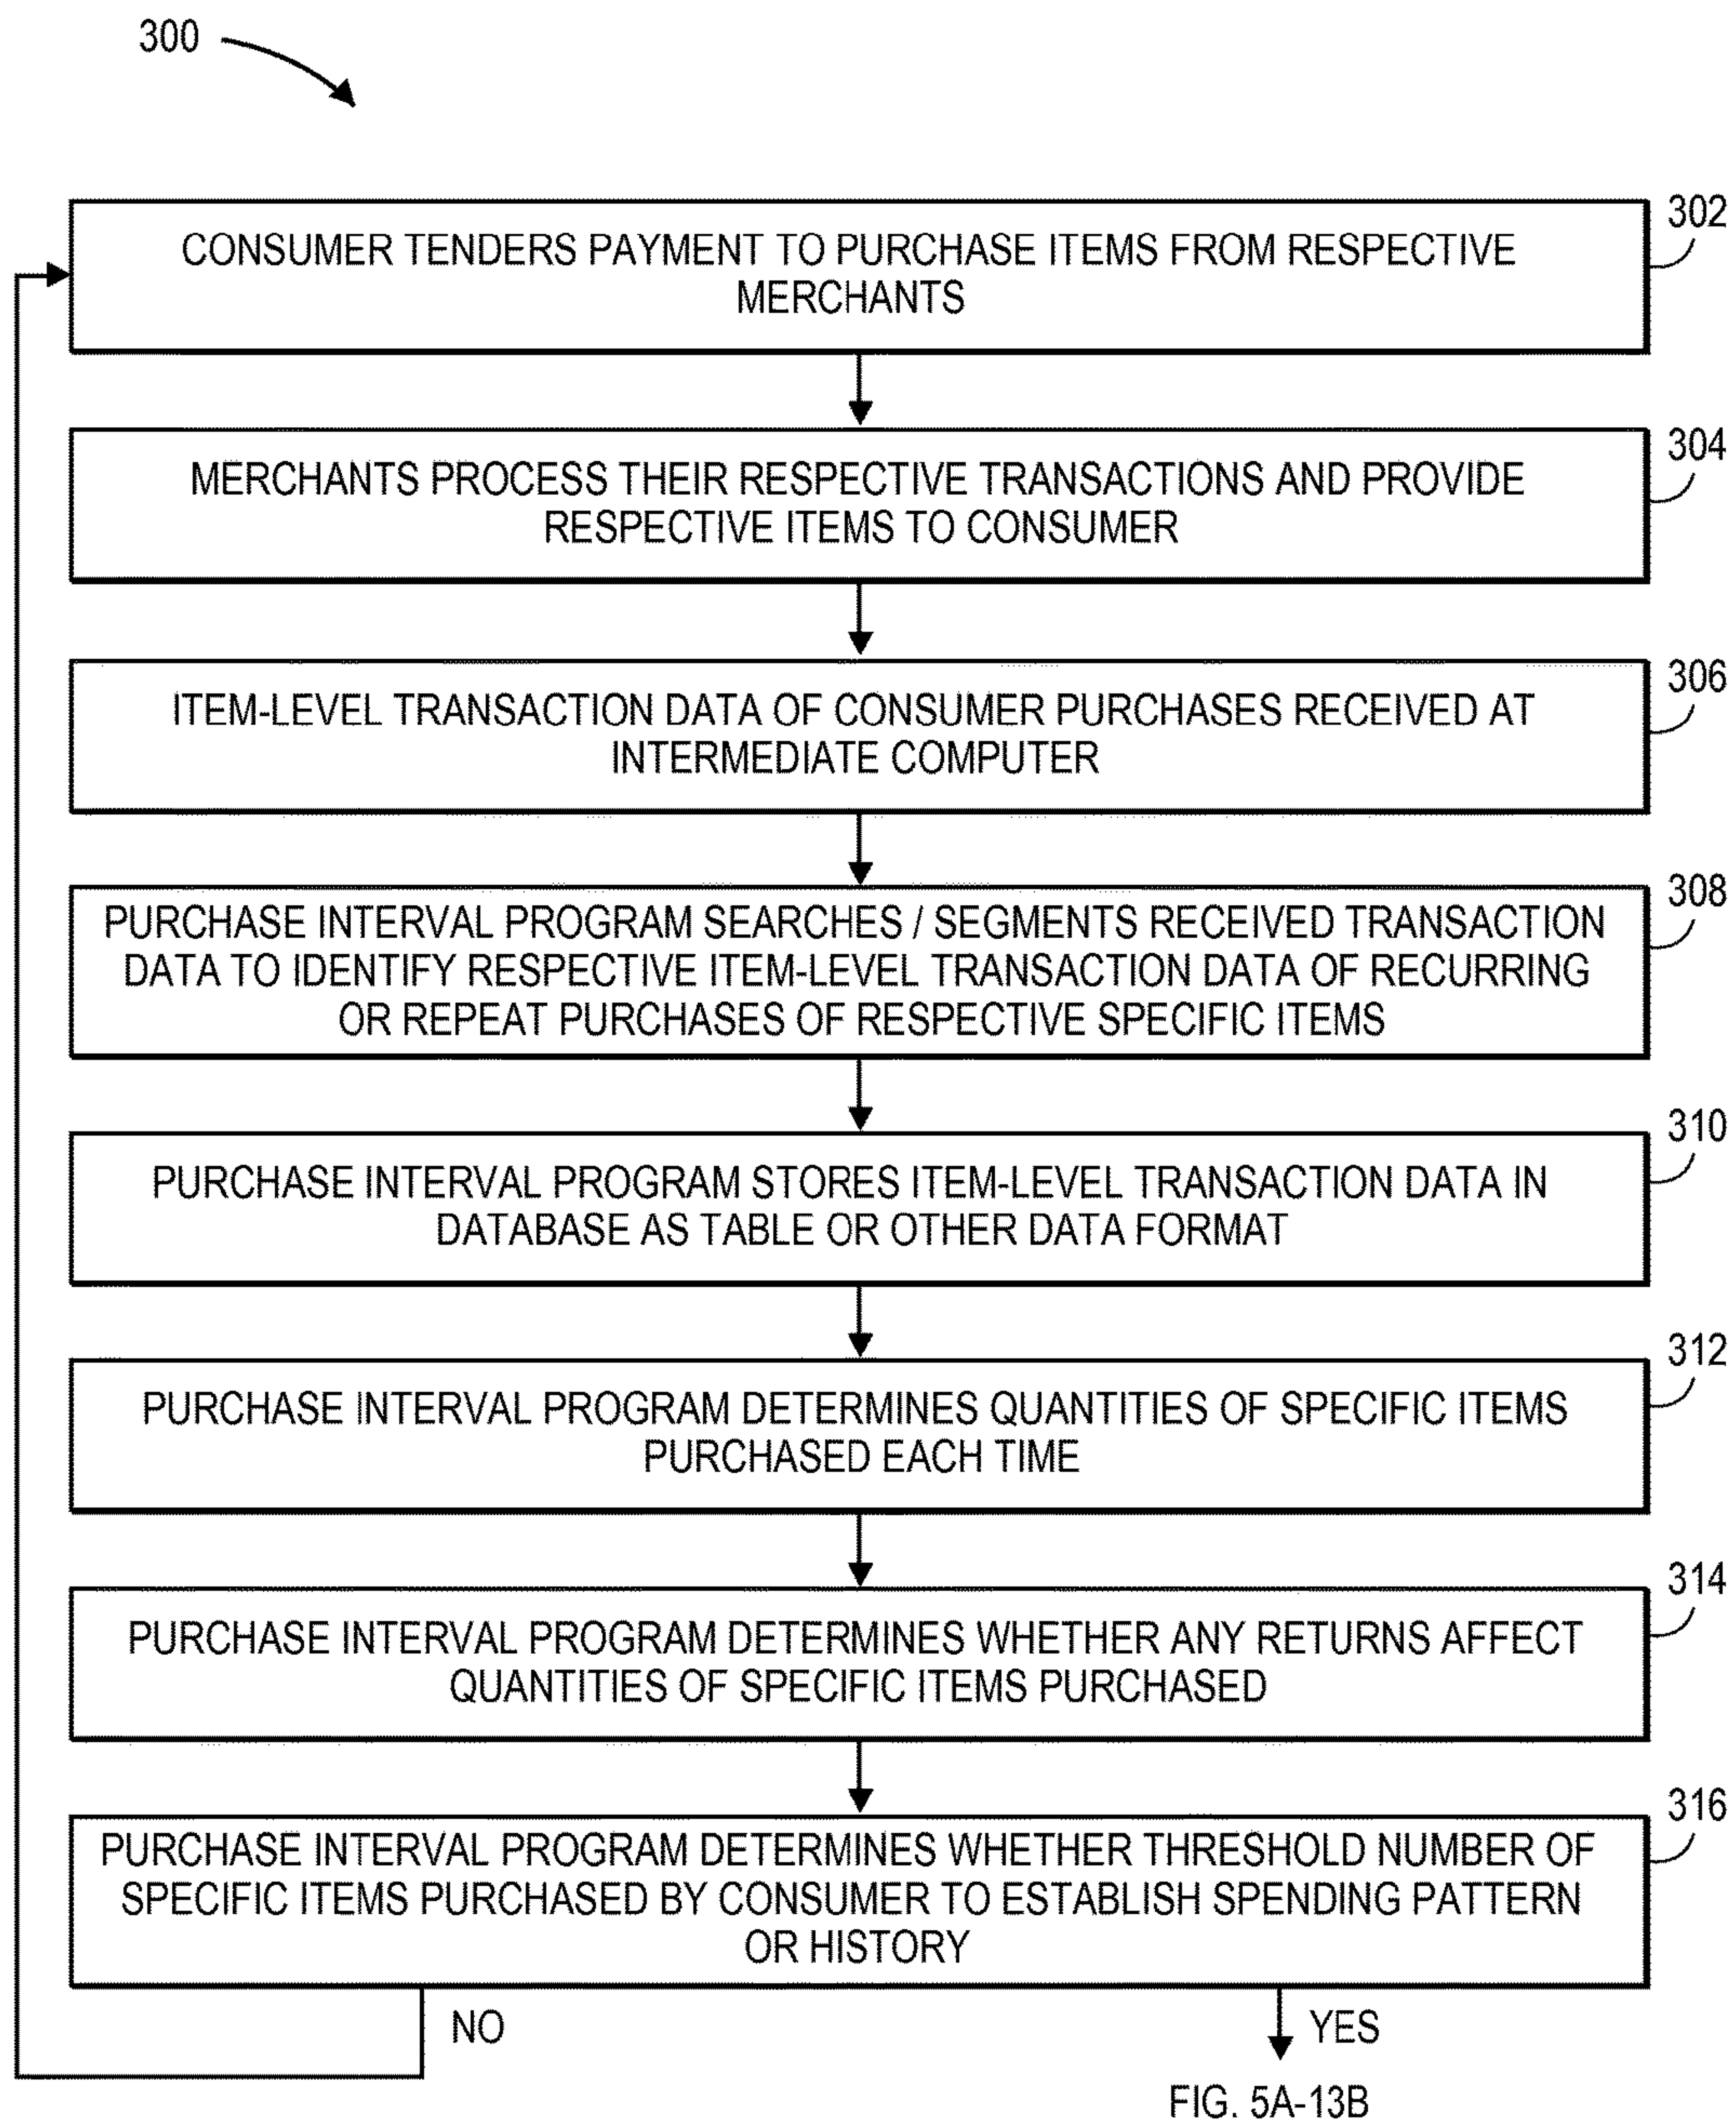 300
302
CONSUMER TENDERS PAYMENT TO PURCHASE ITEMS FROM RESPECTIVE
MERCHANTS
304
MERCHANTS PROCESS THEIR RESPECTIVE TRANSACTIONS AND PROVIDE
RESPECTIVE ITEMS TO CONSUMER
306
ITEM-LEVEL TRANSACTION DATA OF CONSUMER PURCHASES RECEIVED AT
INTERMEDIATE COMPUTER
308
PURCHASE INTERVAL PROGRAM SEARCHES / SEGMENTS RECEIVED TRANSACTION
DATA TO IDENTIFY RESPECTIVE ITEM-LEVEL TRANSACTION DATA OF RECURRING
OR REPEAT PURCHASES OF RESPECTIVE SPECIFIC ITEMS
310
PURCHASE INTERVAL PROGRAM STORES ITEM-LEVEL TRANSACTION DATA IN
DATABASE AS TABLE OR OTHER DATA FORMAT
312
PURCHASE INTERVAL PROGRAM DETERMINES QUANTITIES OF SPECIFIC ITEMS
PURCHASED EACH TIME
314
PURCHASE INTERVAL PROGRAM DETERMINES WHETHER ANY RETURNS AFFECT
QUANTITIES OF SPECIFIC ITEMS PURCHASED
316
PURCHASE INTERVAL PROGRAM DETERMINES WHETHER THRESHOLD NUMBER OF
SPECIFIC ITEMS PURCHASED BY CONSUMER TO ESTABLISH SPENDING PATTERN
OR HISTORY
NO
YES
FIG. 5A-13B